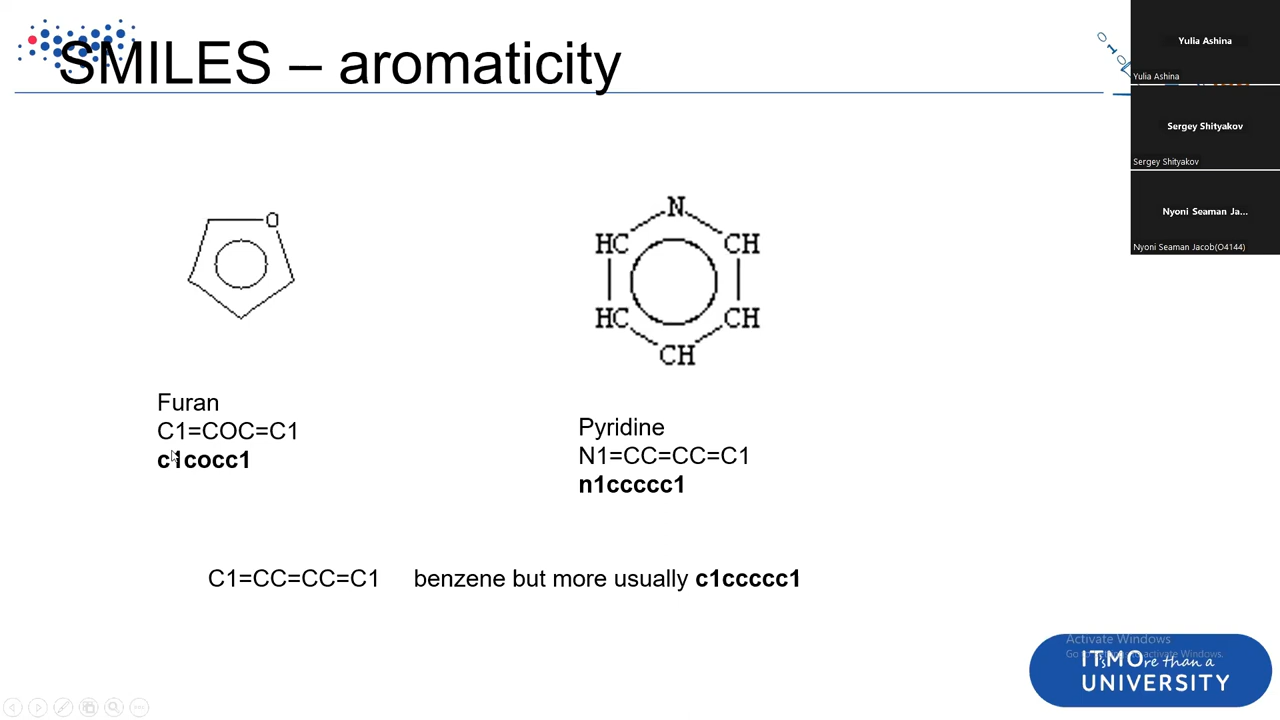 SMILES – aromaticity
O
Furan
C1=COC=C1
c1cocc1
N
HC
CH
HC
CH
CH
Pyridine
N1=CC=CC=C1
n1ccccc1
C1=CC=CC=C1 benzene but more usually c1ccccc1
Yulia Ashina
Yulia Ashina
Sergey Shityakov
Sergey Shityakov
Nyoni Seaman Ja...
Nyoni Seaman Jacob(O4144)
Activate Windows
IT'sMOre than a
UNIVERSITY